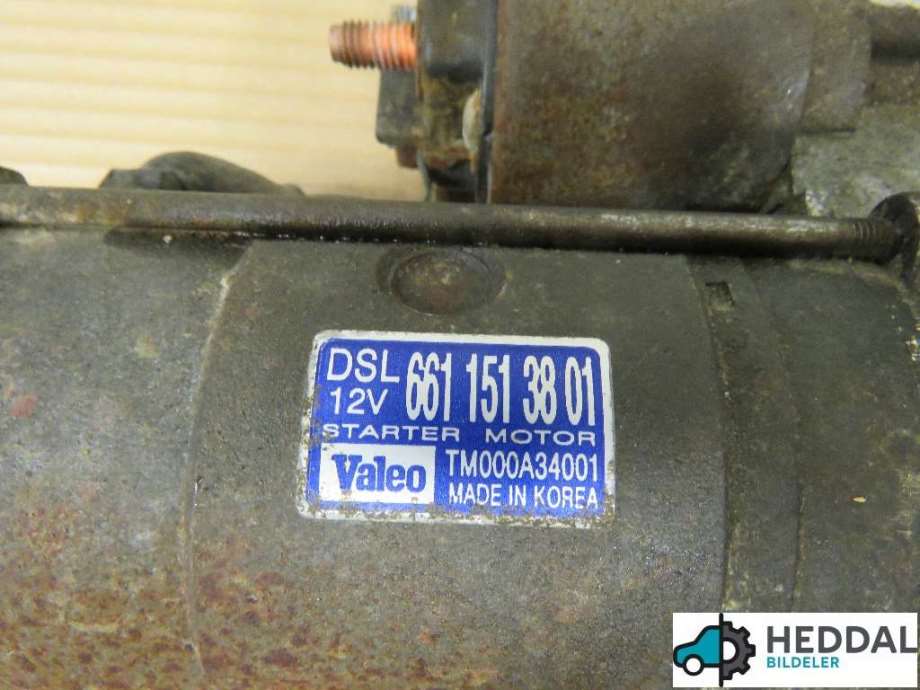 DSL 661 151 38 01
12V
STARTER MOTOR
Valeo TM000A34001
MADE IN KOREA
HEDDAL
BILDELER